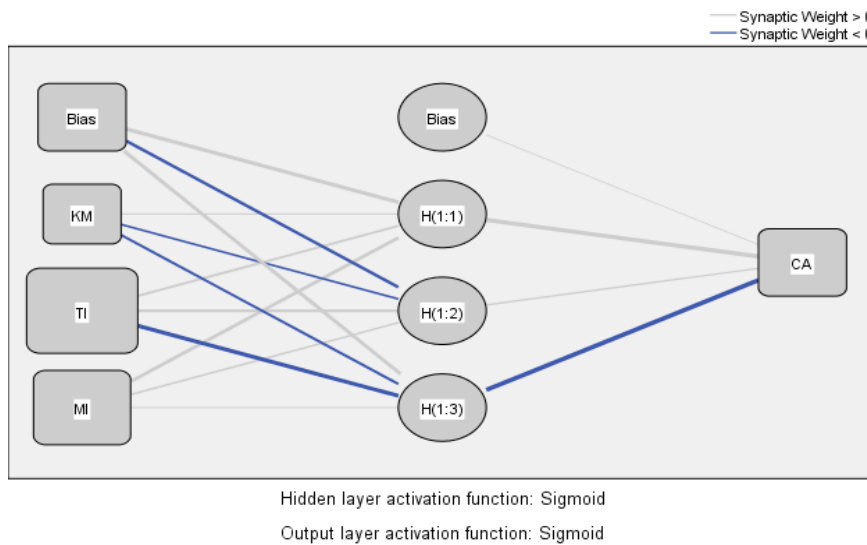 Synaptic Weight >
Synaptic Weight <
Bias
Bias
KM
H(1:1)
CA
TI
H(1:2)
MI
H(1:3)
Hidden layer activation function: Sigmoid
Output layer activation function: Sigmoid